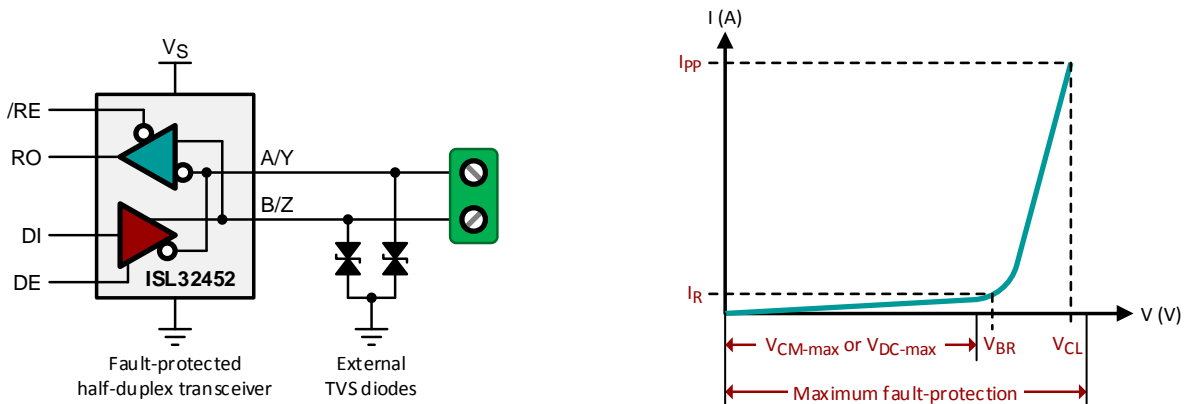 VS
/RE
RO
A/Y
B/Z
DI
DE
ISL32452
Fault-protected
half-duplex transceiver
External
TVS diodes
I (A)
IPP
IR
V (V)
VCM-max or VDC-max
VBR
VCL
Maximum fault-protection